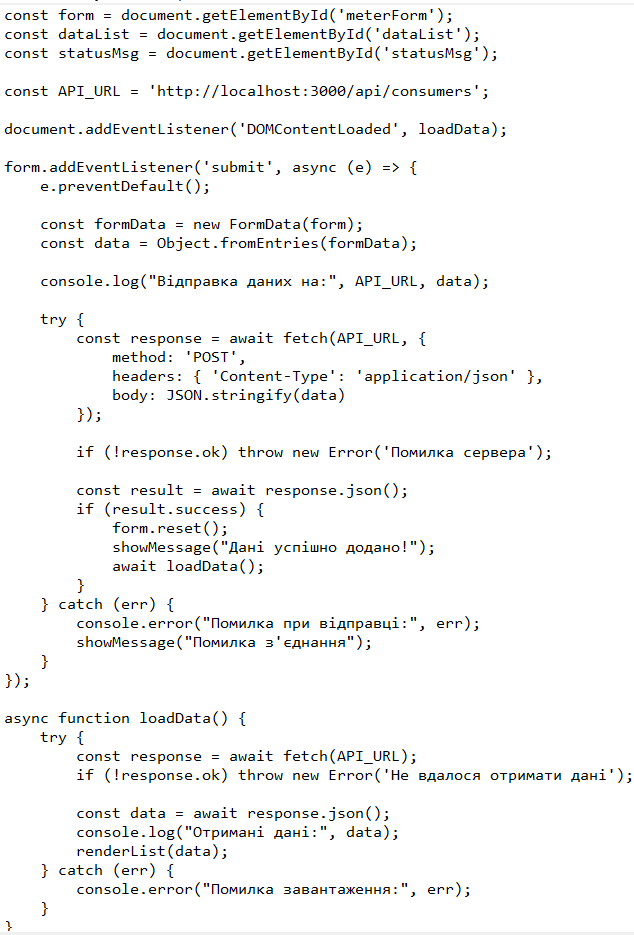 const form = document.getElementById('meterForm');
const dataList = document.getElementById('dataList');
const statusMsg = document.getElementById('statusMsg');

const API_URL = 'http://localhost:3000/api/consumers';

document.addEventListener('DOMContentLoaded', loadData);

form.addEventListener('submit', async (e) => {
    e.preventDefault();

    const formData = new FormData(form);
    const data = Object.fromEntries(formData);

    console.log("Відправка даних на:", API_URL, data);

    try {
        const response = await fetch(API_URL, {
            method: 'POST',
            headers: { 'Content-Type': 'application/json' },
            body: JSON.stringify(data)
        });

        if (!response.ok) throw new Error('Помилка сервера');

        const result = await response.json();
        if (result.success) {
            form.reset();
            showMessage("Дані успішно додано!");
            await loadData();
        }
    } catch (err) {
        console.error("Помилка при відправці:", err);
        showMessage("Помилка з'єднання");
    }
});

async function loadData() {
    try {
        const response = await fetch(API_URL);
        if (!response.ok) throw new Error('Не вдалося отримати дані');

        const data = await response.json();
        console.log("Отримані дані:", data);
        renderList(data);
    } catch (err) {
        console.error("Помилка завантаження:", err);
    }
}